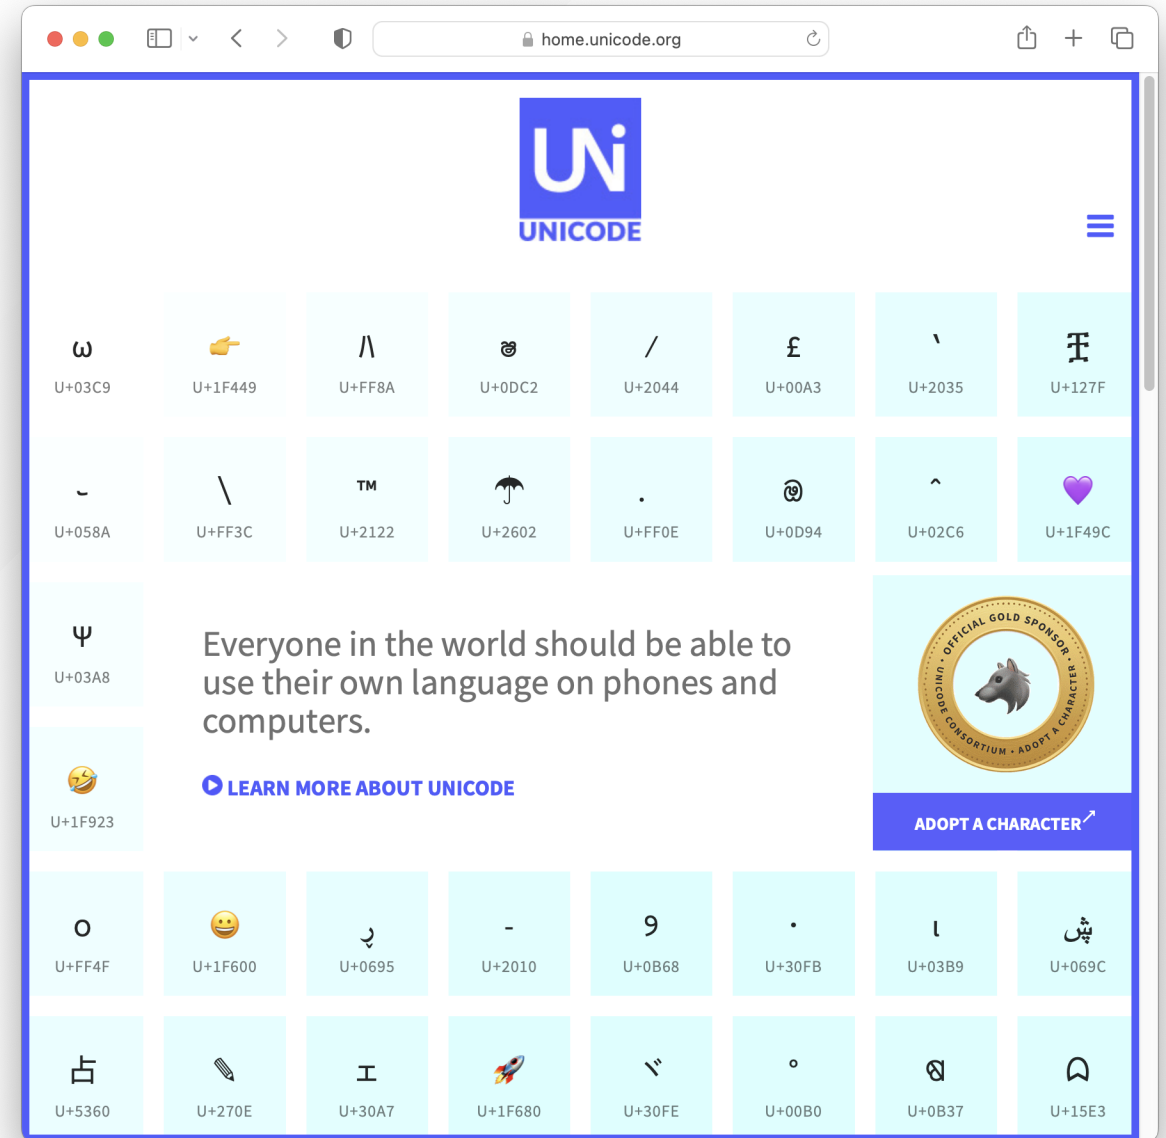 home.unicode.org
UNi
UNICODE
ω 👉 ﾊ ෂ ⁄ £ ‵ ቿ
U+03C9 U+1F449 U+FF8A U+0DC2 U+2044 U+00A3 U+2035 U+127F
֊ ＼ ™ ☂ ． ഔ ˆ 💜
U+058A U+FF3C U+2122 U+2602 U+FF0E U+0D94 U+02C6 U+1F49C
Ψ
U+03A8
Everyone in the world should be able to
use their own language on phones and
computers.
LEARN MORE ABOUT UNICODE
OFFICIAL GOLD SPONSOR •
UNICODE CONSORTIUM • ADOPT A CHARACTER •
ADOPT A CHARACTER↗
🤣
U+1F923
ｏ 😀 ڕ ‐ ୨ ・ ι ڜ
U+FF4F U+1F600 U+0695 U+2010 U+0B68 U+30FB U+03B9 U+069C
占 ✎ ェ 🚀 ヾ ° ଷ ᗣ
U+5360 U+270E U+30A7 U+1F680 U+30FE U+00B0 U+0B37 U+15E3